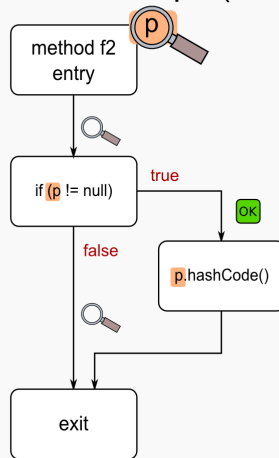 p
method f2
entry
if (p != null)
true
OK
false
p.hashCode()
exit